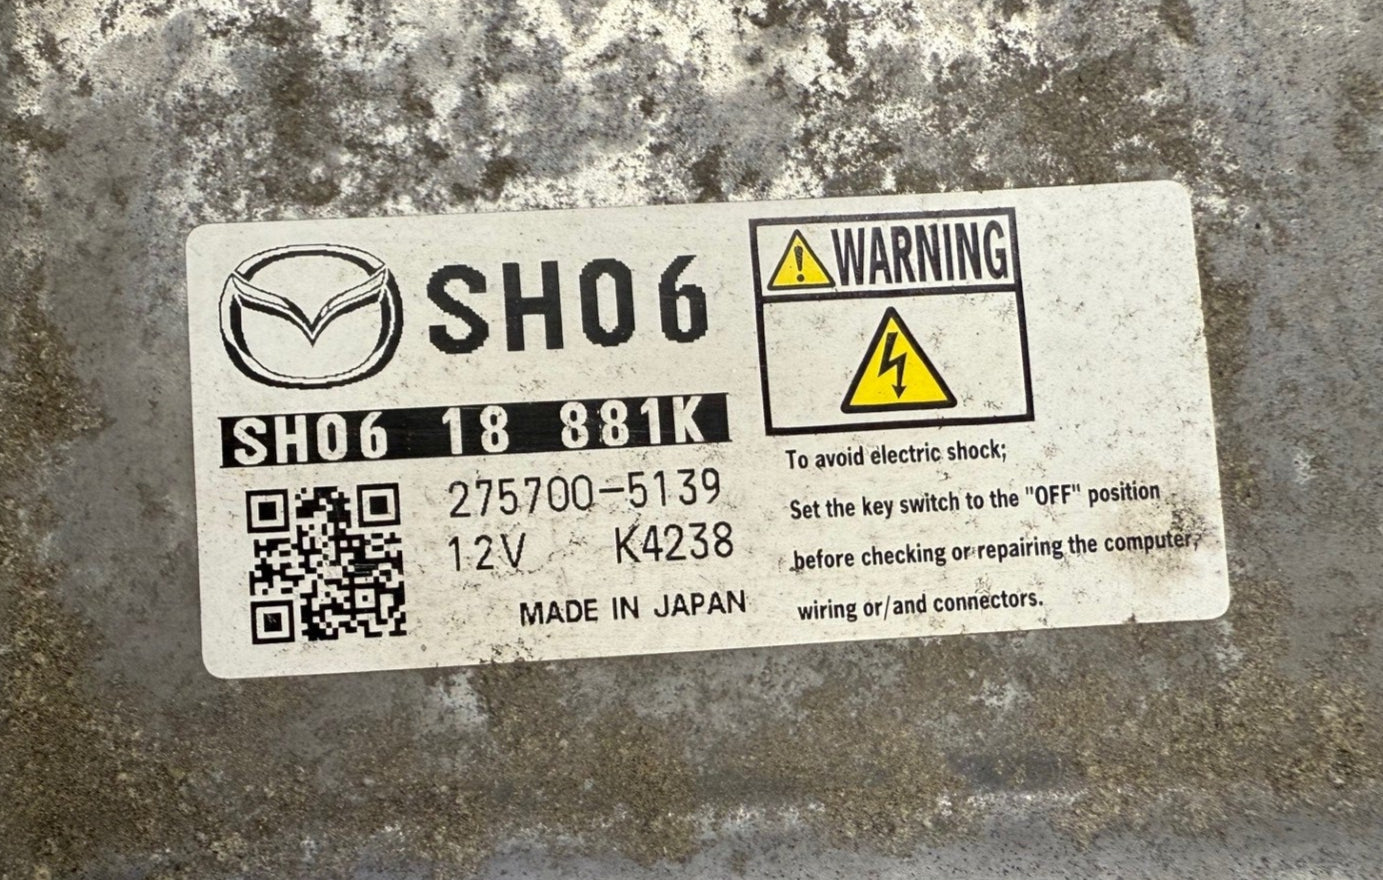 SH06
SH06 18 881K
275700-5139
12V K4238
MADE IN JAPAN
WARNING
To avoid electric shock;
Set the key switch to the "OFF" position
before checking or repairing the computer,
wiring or/and connectors.